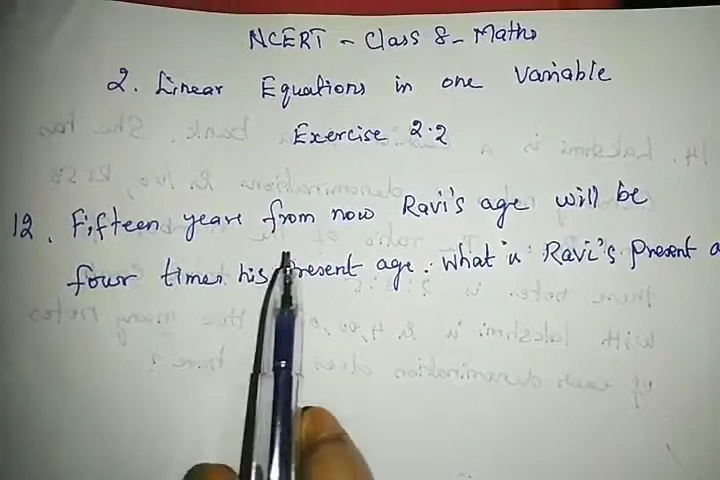 NCERT - Class 8 - Maths
2. Linear Equations in one Variable
Exercise 2.2
12. Fifteen years from now Ravi's age will be
four times his Present age. What is Ravi's Present a